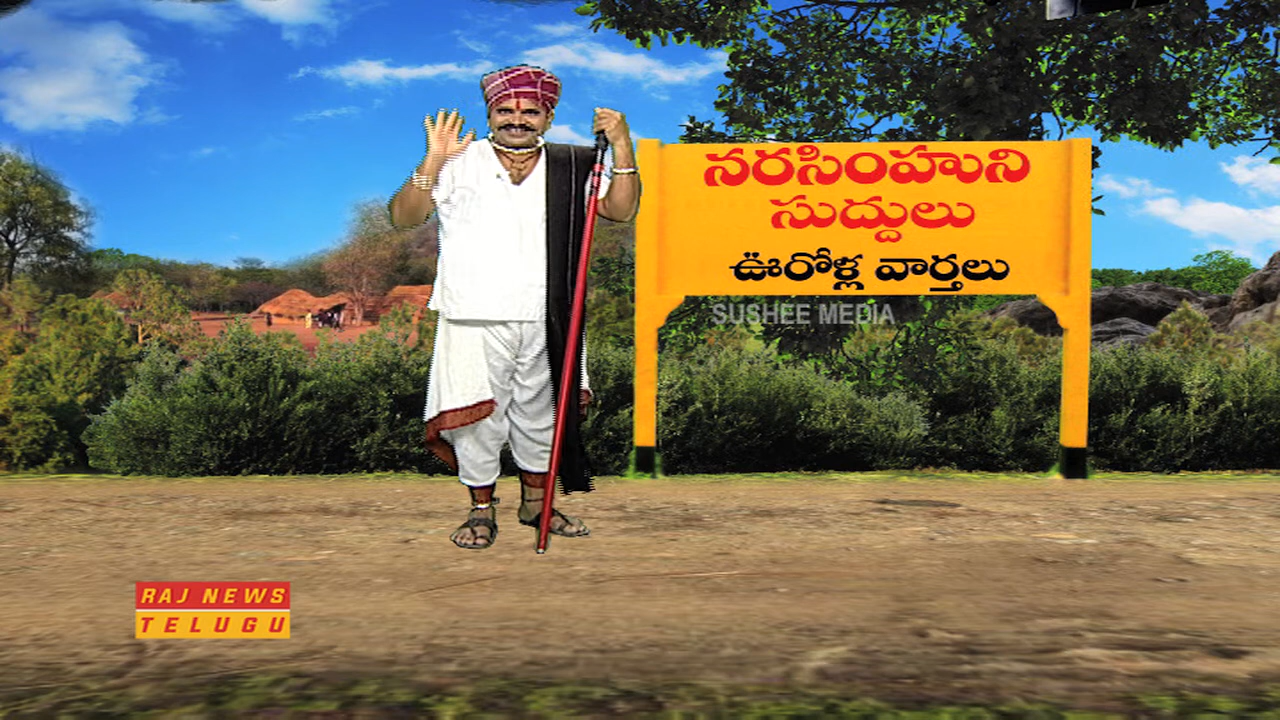 నరసింహుని
సుద్దులు
ఊరోళ్ల వార్తలు
SUSHEE MEDIA
RAJ NEWS
TELUGU